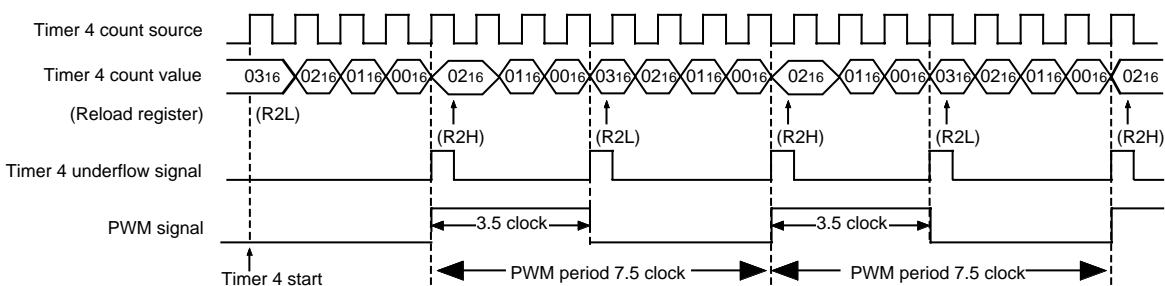 Timer 4 count source
Timer 4 count value
03₁₆ 02₁₆ 01₁₆ 00₁₆ 02₁₆ 01₁₆ 00₁₆ 03₁₆ 02₁₆ 01₁₆ 00₁₆ 02₁₆ 01₁₆ 00₁₆ 03₁₆ 02₁₆ 01₁₆ 00₁₆ 02₁₆
(Reload register) (R2L)
(R2H) (R2L) (R2H) (R2L) (R2H)
Timer 4 underflow signal
PWM signal
3.5 clock 3.5 clock
Timer 4 start
PWM period 7.5 clock PWM period 7.5 clock